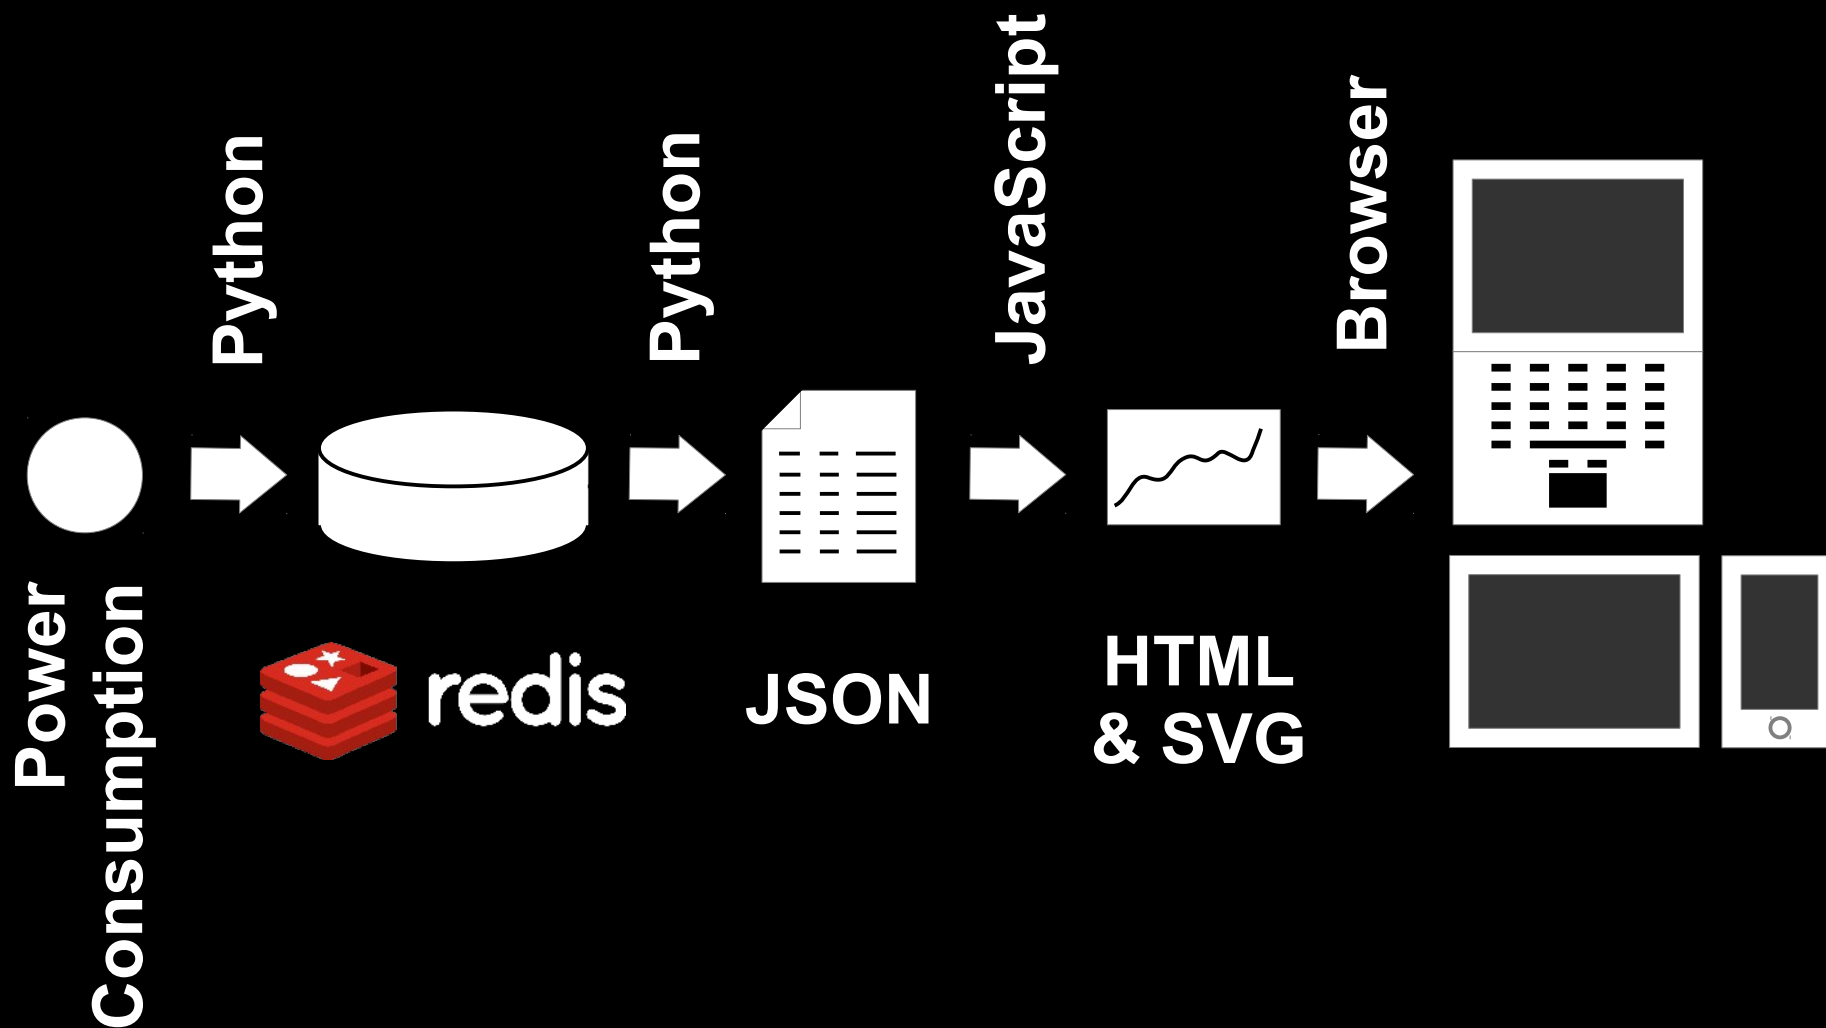 Python
Python
JavaScript
Browser
Power
Consumption
redis
JSON
HTML
& SVG